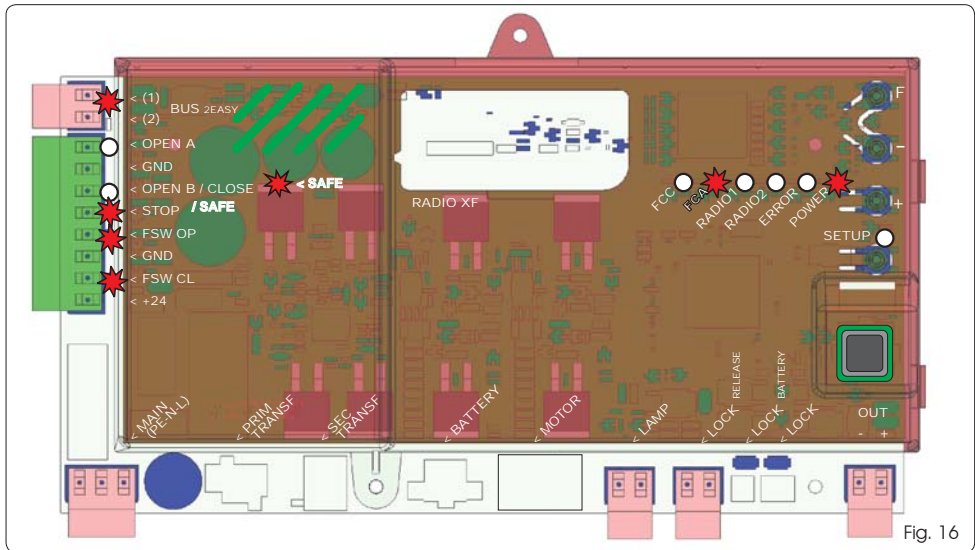 < (1)
BUS 2EASY
< (2)
< OPEN A
< GND
< OPEN B / CLOSE
< SAFE
< STOP
/ SAFE
< FSW OP
< GND
< FSW CL
< +24
RADIO XF
FCC
FCA
RADIO1
RADIO2
ERROR
POWER
F
-
+
SETUP
< MAIN
(PE-N-L)
< PRIM
TRANSF
< SEC
TRANSF
< BATTERY
< MOTOR
< LAMP
< LOCK RELEASE
< LOCK BATTERY
< LOCK
OUT
- +
Fig. 16